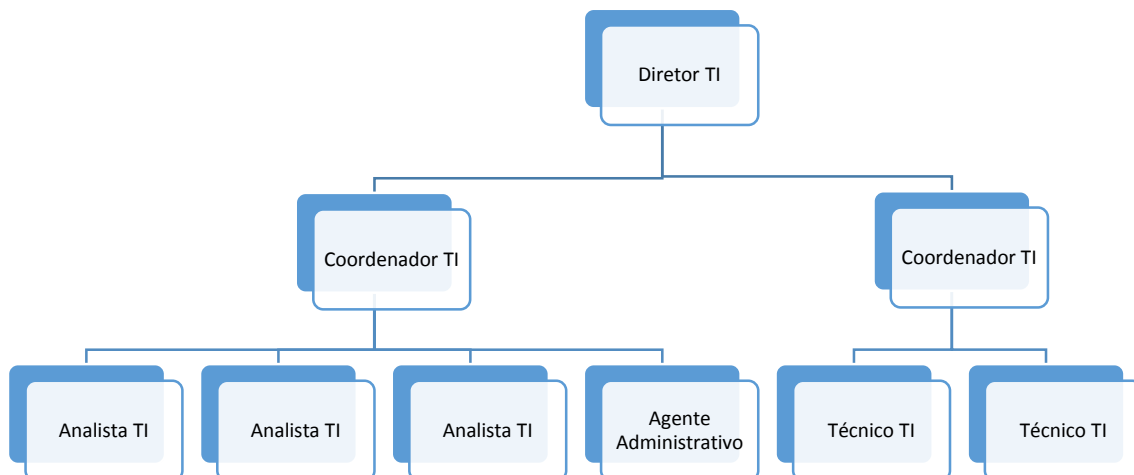 Diretor TI
Coordenador TI
Coordenador TI
Analista TI
Analista TI
Analista TI
Agente
Administrativo
Técnico TI
Técnico TI